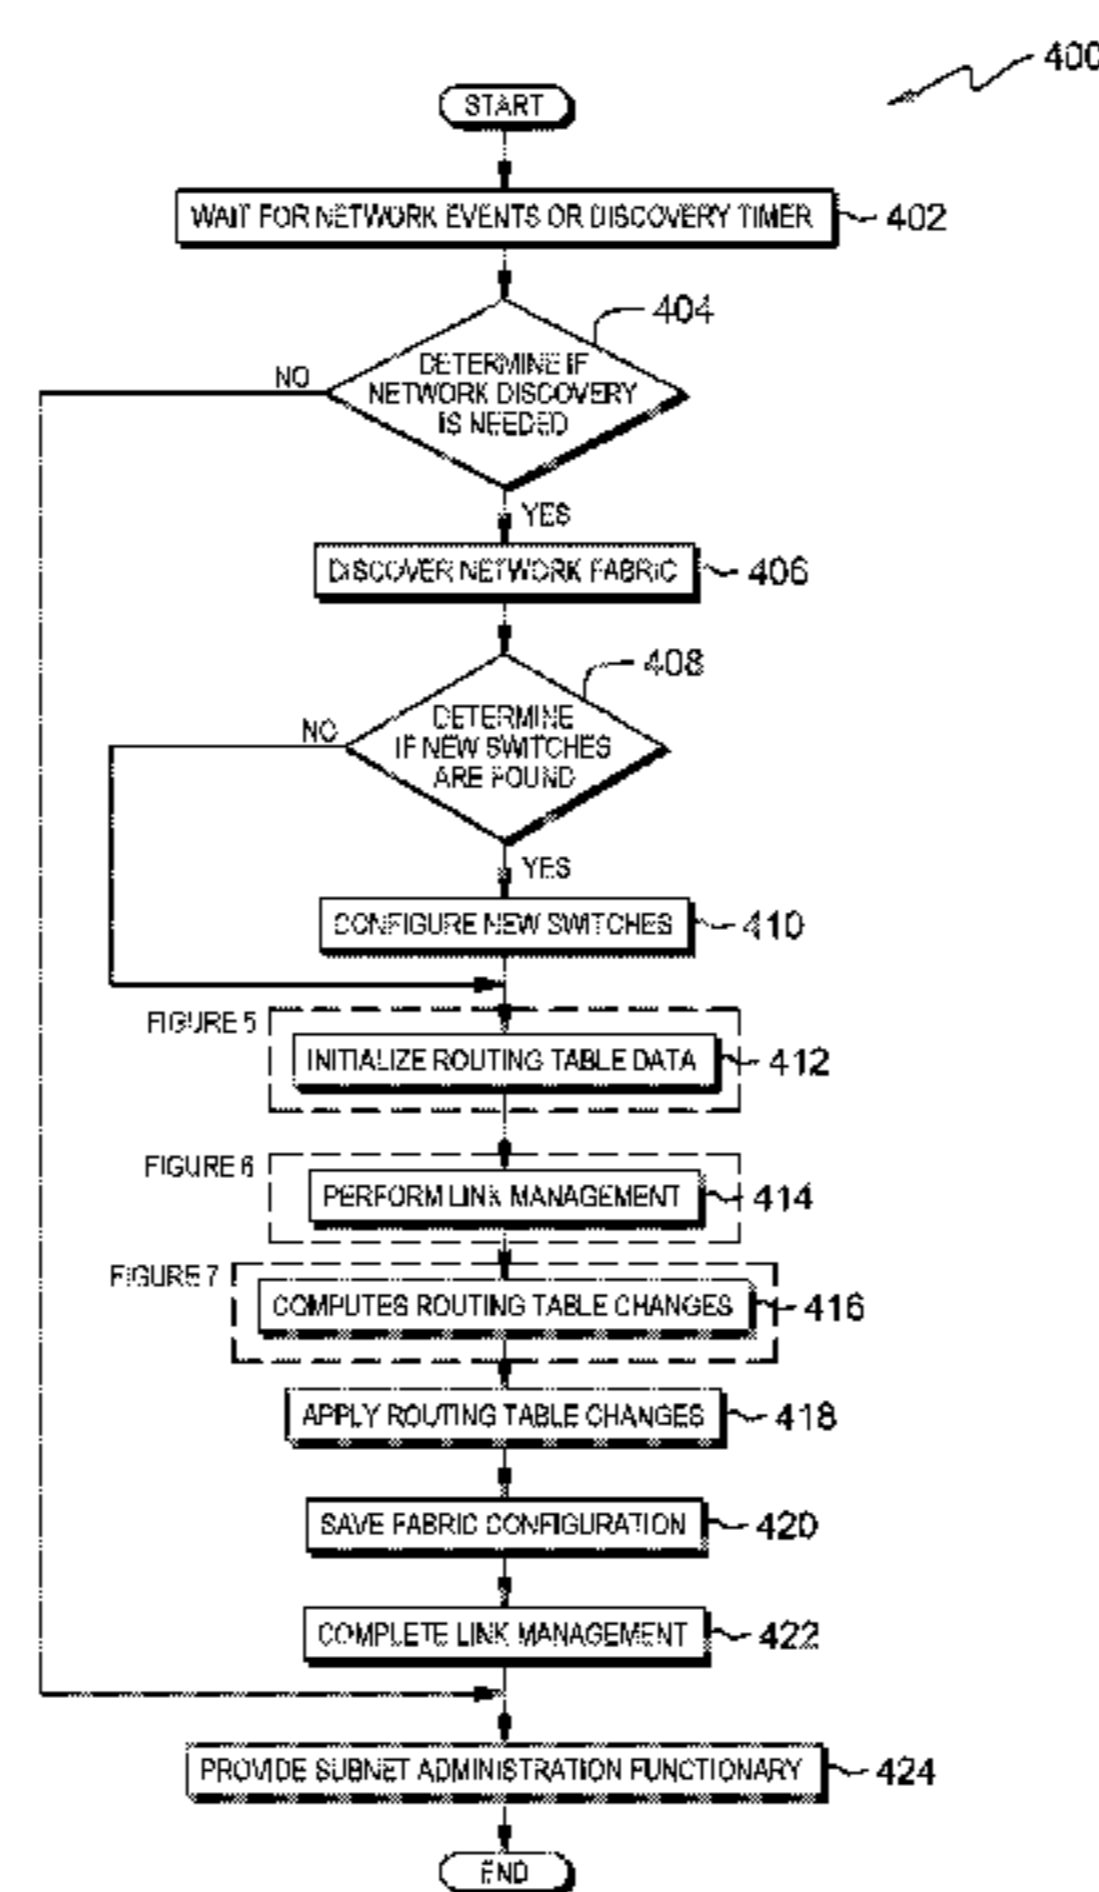 400
START
WAIT FOR NETWORK EVENTS OR DISCOVERY TIMER
402
404
DETERMINE IF
NETWORK DISCOVERY
IS NEEDED
NO
YES
DISCOVER NETWORK FABRIC
406
408
DETERMINE
IF NEW SWITCHES
ARE FOUND
NO
YES
CONFIGURE NEW SWITCHES
410
FIGURE 5
INITIALIZE ROUTING TABLE DATA
412
FIGURE 6
PERFORM LINK MANAGEMENT
414
FIGURE 7
COMPUTES ROUTING TABLE CHANGES
416
APPLY ROUTING TABLE CHANGES
418
SAVE FABRIC CONFIGURATION
420
COMPLETE LINK MANAGEMENT
422
PROVIDE SUBNET ADMINISTRATION FUNCTIONARY
424
END